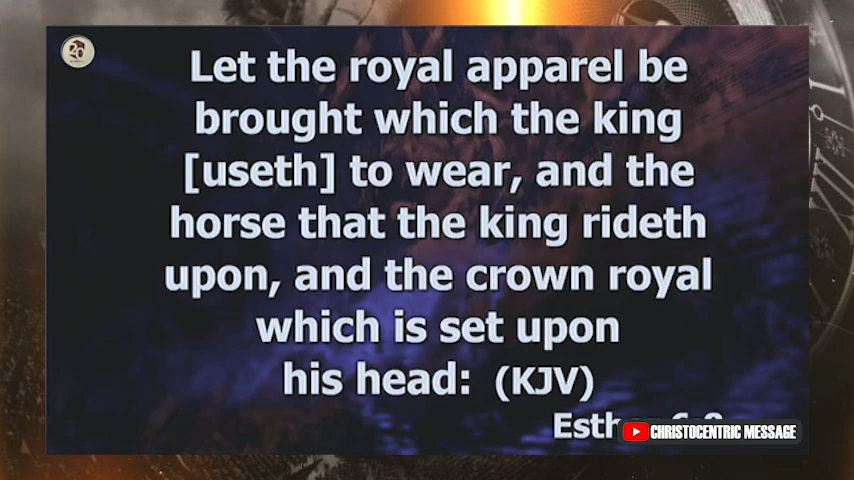 Let the royal apparel be
brought which the king
[useth] to wear, and the
horse that the king rideth
upon, and the crown royal
which is set upon
his head: (KJV)
CHRISTOCENTRIC MESSAGE